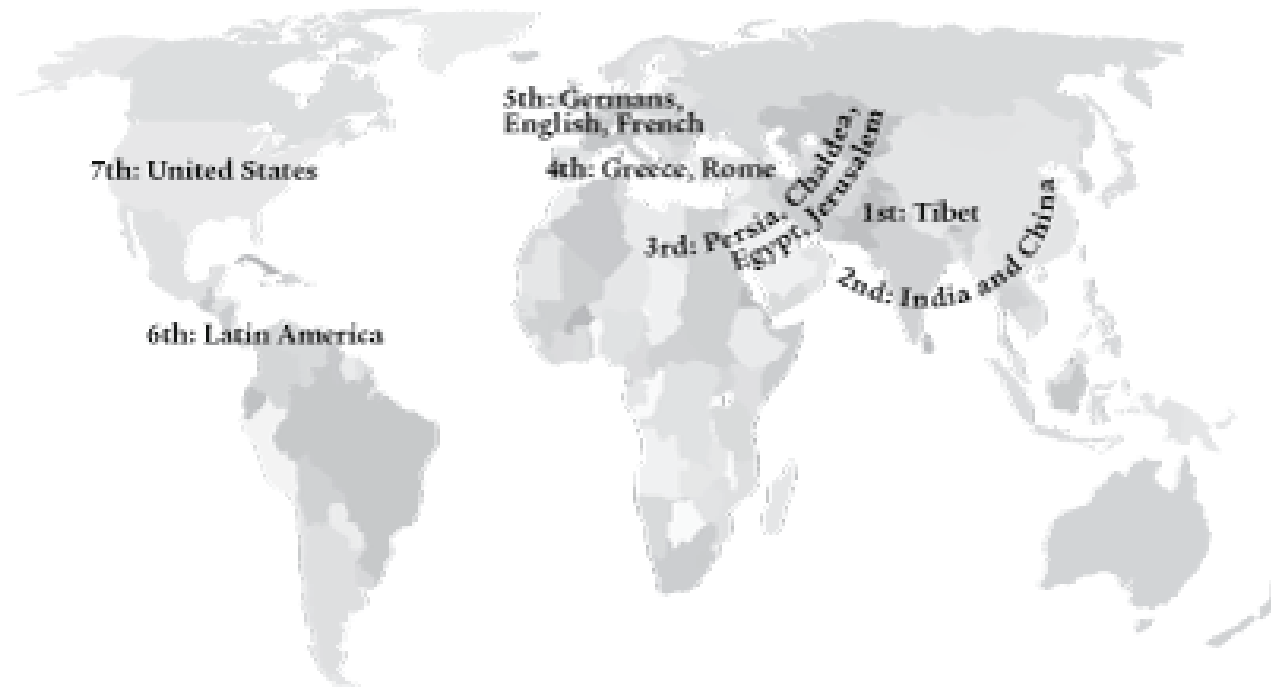 5th: Germans,
English, French
7th: United States
4th: Greece, Rome
3rd: Persia, Chaldea,
Egypt, Jerusalem
1st: Tibet
2nd: India and China
6th: Latin America